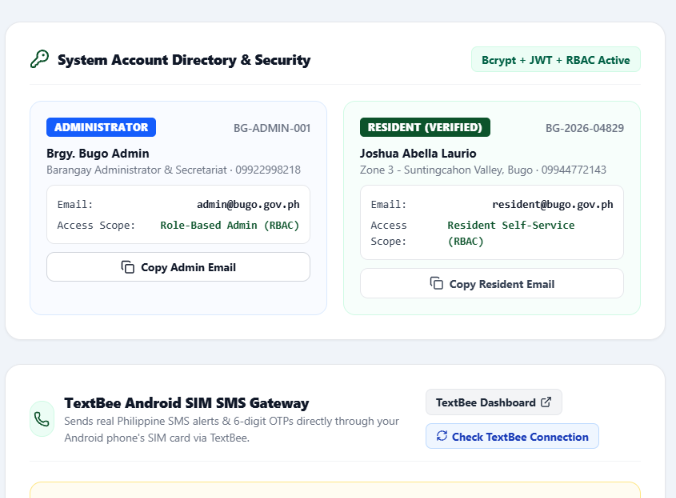 System Account Directory & Security
Bcrypt + JWT + RBAC Active
ADMINISTRATOR
BG-ADMIN-001
Brgy. Bugo Admin
Barangay Administrator & Secretariat · 09922998218
Email: admin@bugo.gov.ph
Access Scope: Role-Based Admin (RBAC)
Copy Admin Email
RESIDENT (VERIFIED)
BG-2026-04829
Joshua Abella Laurio
Zone 3 - Suntingcahon Valley, Bugo · 09944772143
Email: resident@bugo.gov.ph
Access Resident Self-Service
Scope: (RBAC)
Copy Resident Email
TextBee Android SIM SMS Gateway
Sends real Philippine SMS alerts & 6-digit OTPs directly through your
Android phone's SIM card via TextBee.
TextBee Dashboard
Check TextBee Connection